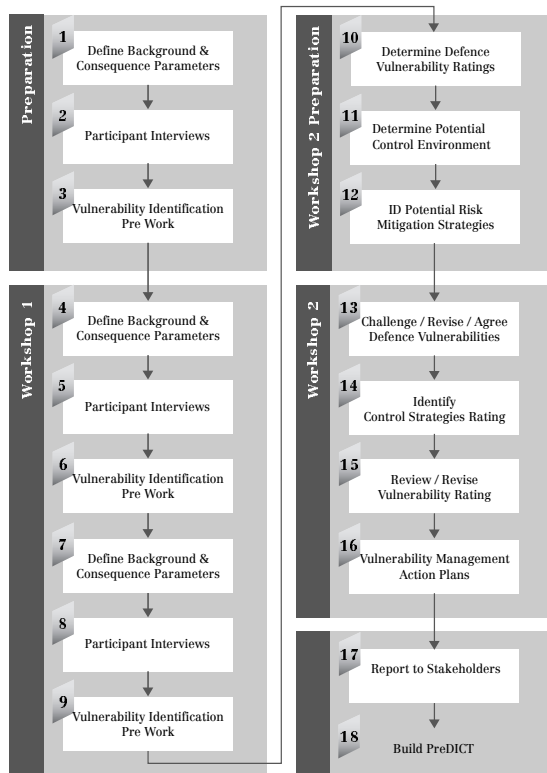 Preparation
1
Define Background &
Consequence Parameters
2
Participant Interviews
3
Vulnerability Identification
Pre Work
Workshop 1
4
Define Background &
Consequence Parameters
5
Participant Interviews
6
Vulnerability Identification
Pre Work
7
Define Background &
Consequence Parameters
8
Participant Interviews
9
Vulnerability Identification
Pre Work
Workshop 2 Preparation
10
Determine Defence
Vulnerability Ratings
11
Determine Potential
Control Environment
12
ID Potential Risk
Mitigation Strategies
Workshop 2
13
Challenge / Revise / Agree
Defence Vulnerabilities
14
Identify
Control Strategies Rating
15
Review / Revise
Vulnerability Rating
16
Vulnerability Management
Action Plans
17
Report to Stakeholders
18
Build PreDICT